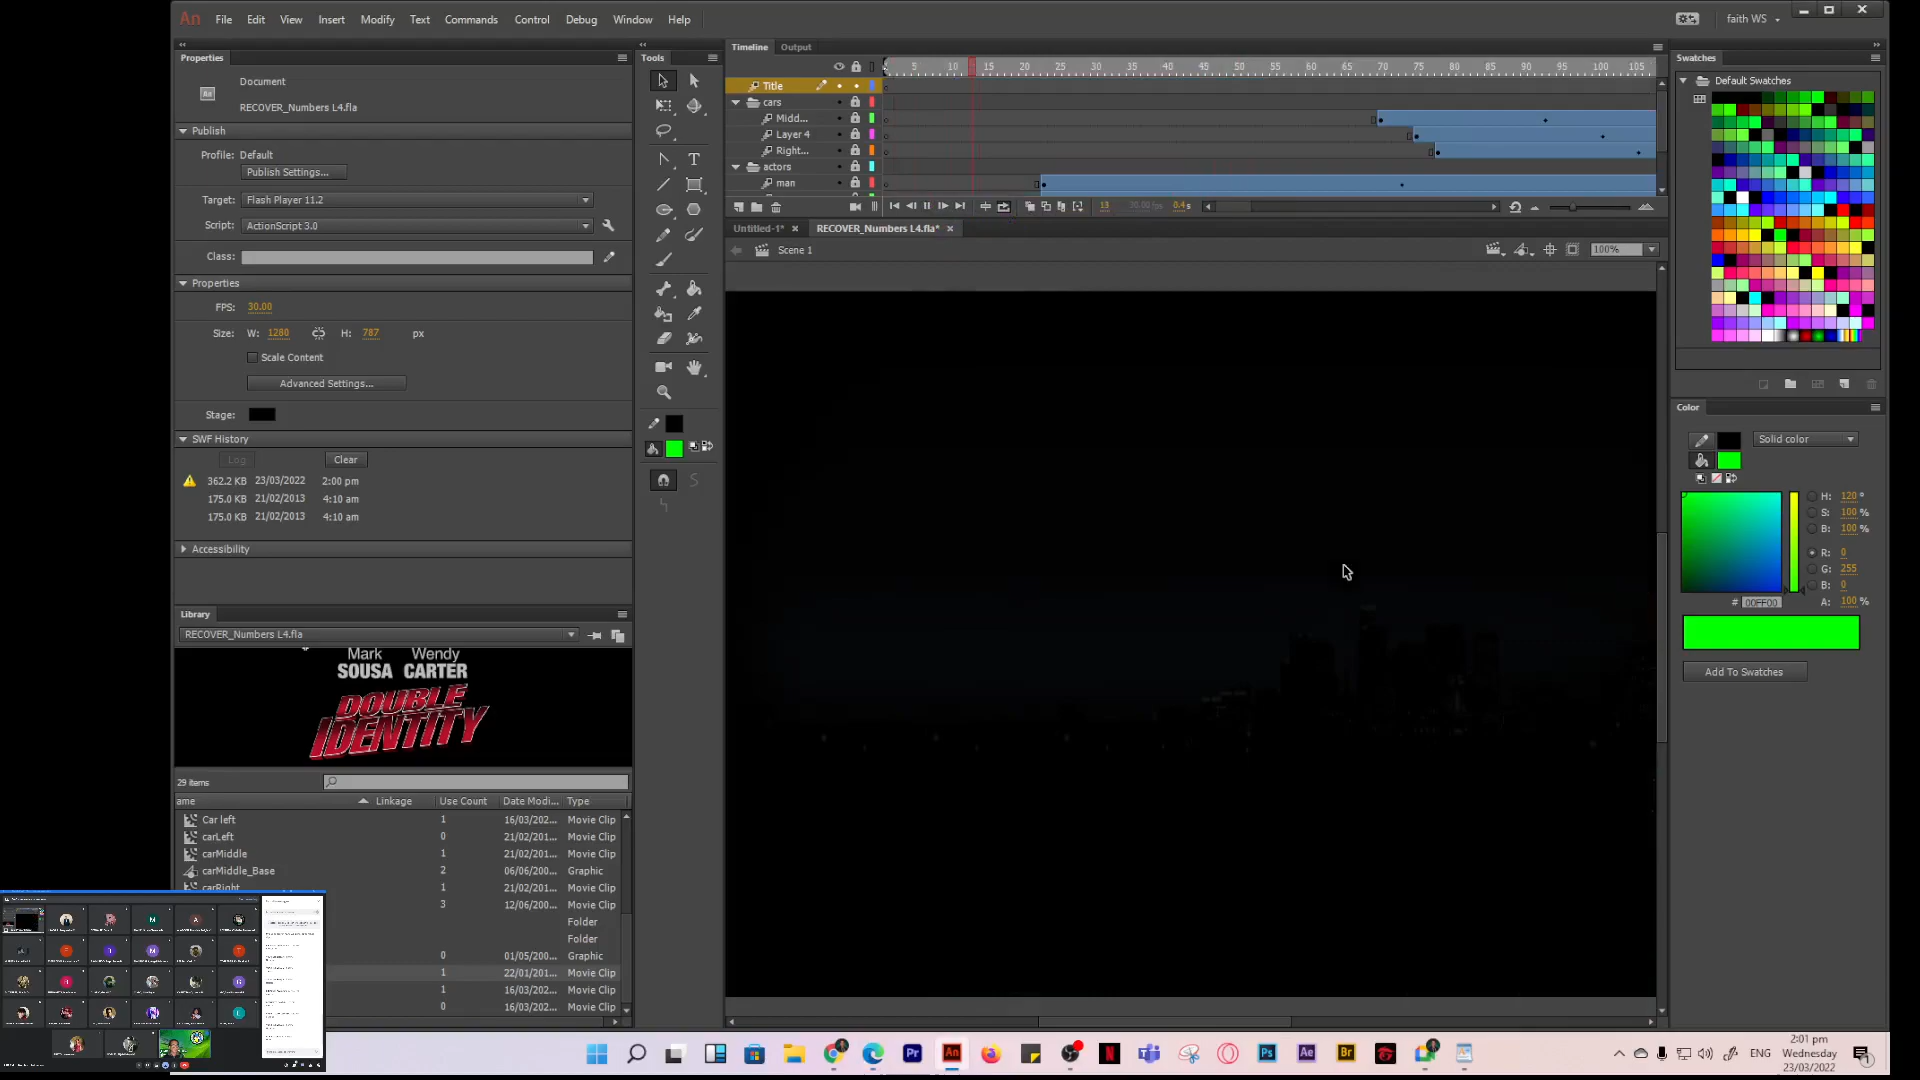 An File Edit View Insert Modify Text Commands Control Debug Window Help
faith WS
Properties
Document
RECOVER_Numbers L4.fla
Publish
Profile: Default
Publish Settings...
Target: Flash Player 11.2
Script: ActionScript 3.0
Class:
Properties
FPS: 30.00
Size: W: 1280 H: 787 px
Scale Content
Advanced Settings...
Stage:
SWF History
Log Clear
362.2 KB 23/03/2022 2:00 pm
175.0 KB 21/02/2013 4:10 am
175.0 KB 21/02/2013 4:10 am
Accessibility
Library
RECOVER_Numbers L4.fla
Mark Wendy
SOUSA CARTER
DOUBLE
IDENTITY
29 items
ame Linkage Use Count Date Modi... Type
Car left 1 16/03/202... Movie Clip
carLeft 0 21/02/201... Movie Clip
carMiddle 1 21/02/201... Movie Clip
carMiddle_Base 2 06/06/200... Graphic
carRight 1 21/02/201... Movie Clip
3 12/06/200... Movie Clip
Folder
Folder
0 01/05/200... Graphic
1 22/01/201... Movie Clip
1 16/03/202... Movie Clip
0 16/03/202... Movie Clip
Tools
Timeline Output
5 10 15 20 25 30 35 40 45 50 55 60 65 70 75 80 85 90 95 100 105
Title
cars
Midd...
Layer 4
Right...
actors
man
13 30.00 fps 0.4 s
Untitled-1* × RECOVER_Numbers L4.fla* ×
Scene 1
100%
Swatches
Default Swatches
Color
Solid color
H: 120 °
S: 100 %
B: 100 %
R: 0
G: 255
B: 0
# 00FF00 A: 100 %
Add To Swatches
ENG
2:01 pm
Wednesday
23/03/2022